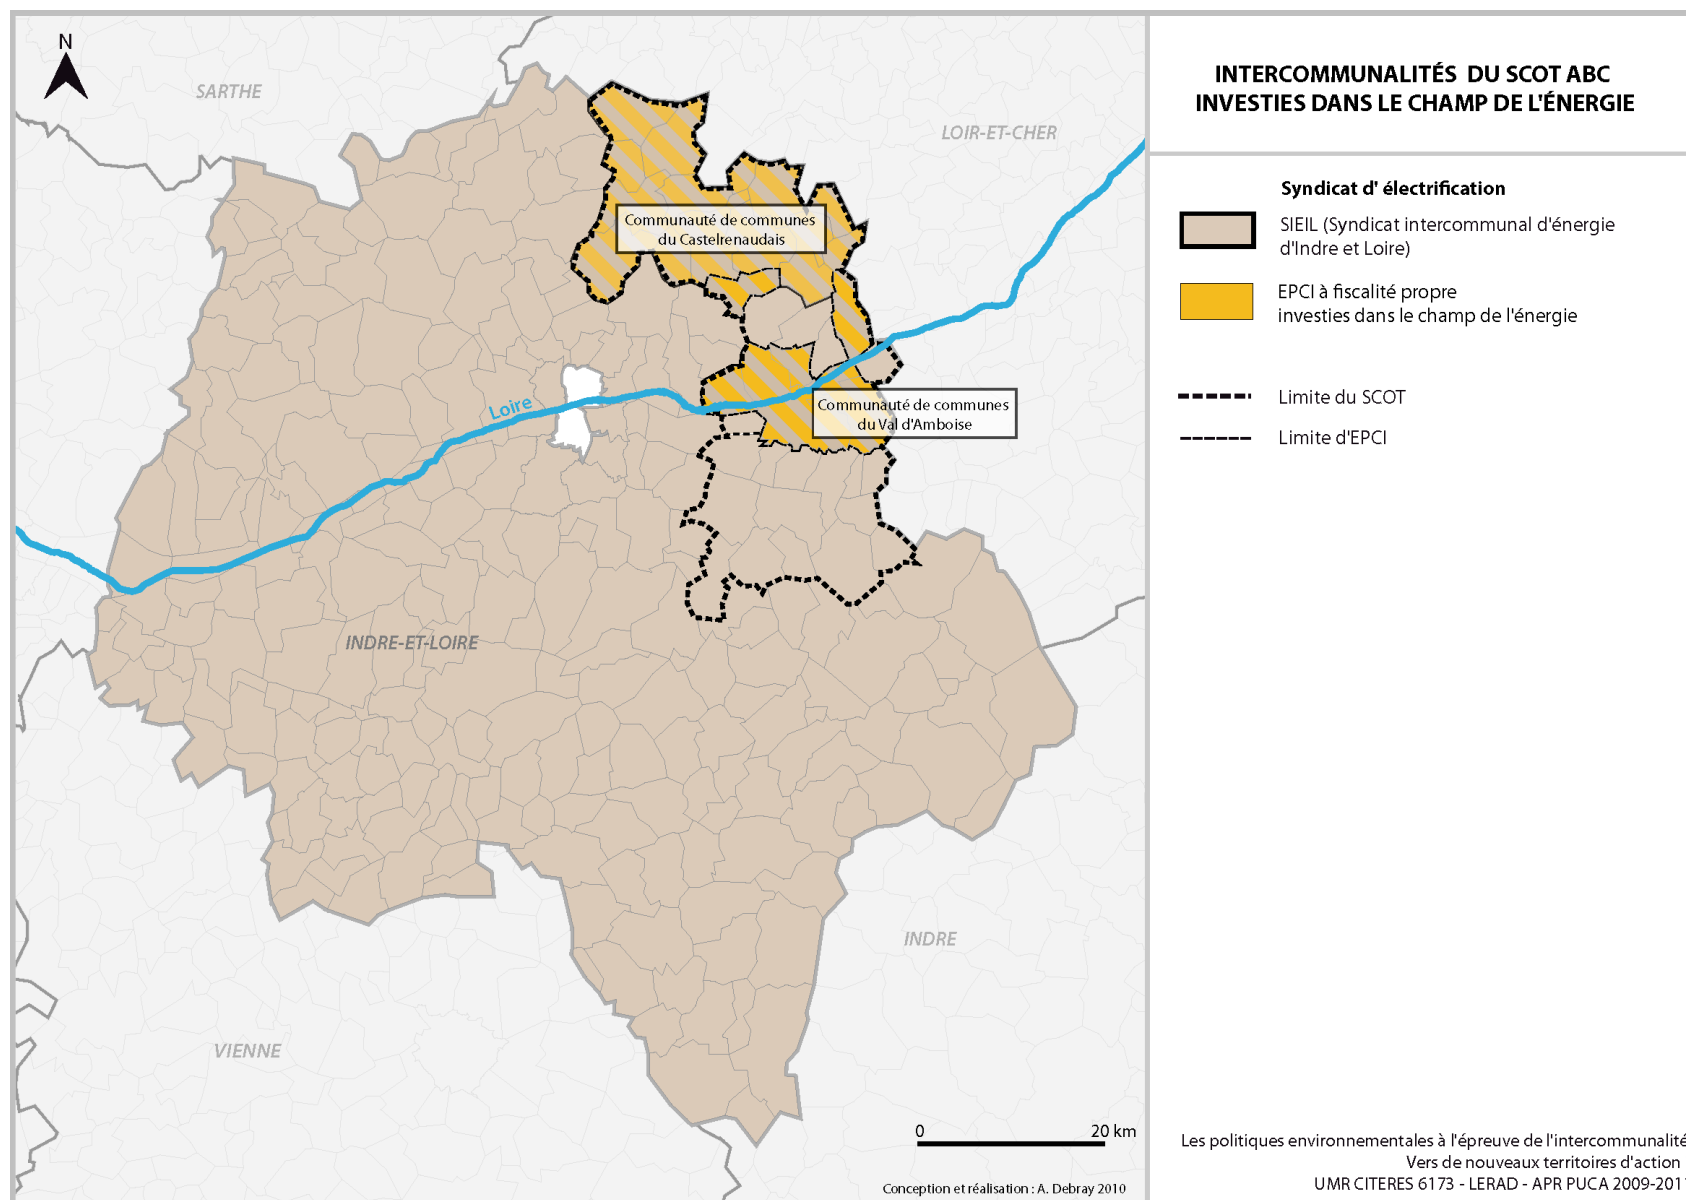 N
SARTHE
LOIR-ET-CHER
Communauté de communes
du Castelrenaudais
Loire
Communauté de communes
du Val d'Amboise
INDRE-ET-LOIRE
INDRE
VIENNE
0 20 km
Conception et réalisation : A. Debray 2010
INTERCOMMUNALITÉS DU SCOT ABC
INVESTIES DANS LE CHAMP DE L'ÉNERGIE
Syndicat d' électrification
SIEIL (Syndicat intercommunal d'énergie
d'Indre et Loire)
EPCI à fiscalité propre
investies dans le champ de l'énergie
Limite du SCOT
Limite d'EPCI
Les politiques environnementales à l'épreuve de l'intercommunalité
Vers de nouveaux territoires d'action
UMR CITERES 6173 - LERAD - APR PUCA 2009-2011